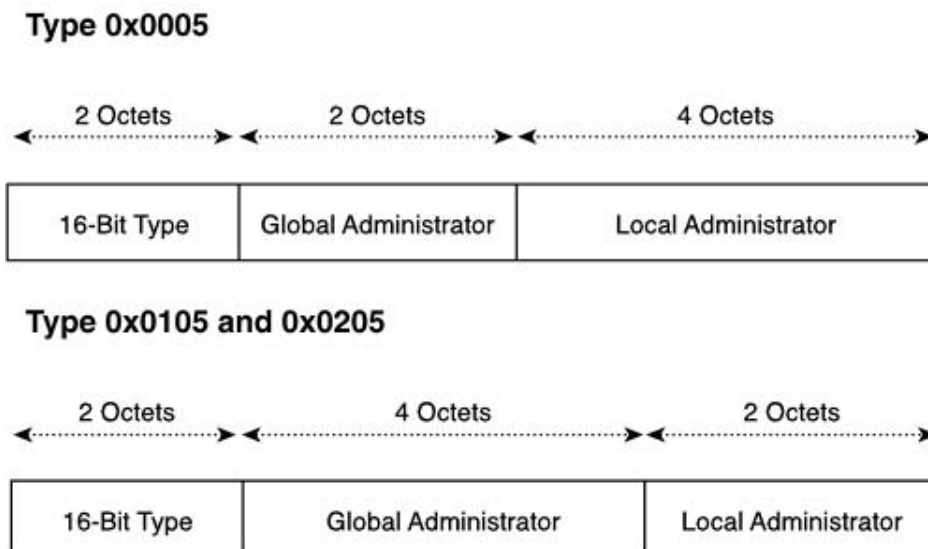 Type 0x0005
2 Octets 2 Octets 4 Octets
16-Bit Type Global Administrator Local Administrator
Type 0x0105 and 0x0205
2 Octets 4 Octets 2 Octets
16-Bit Type Global Administrator Local Administrator